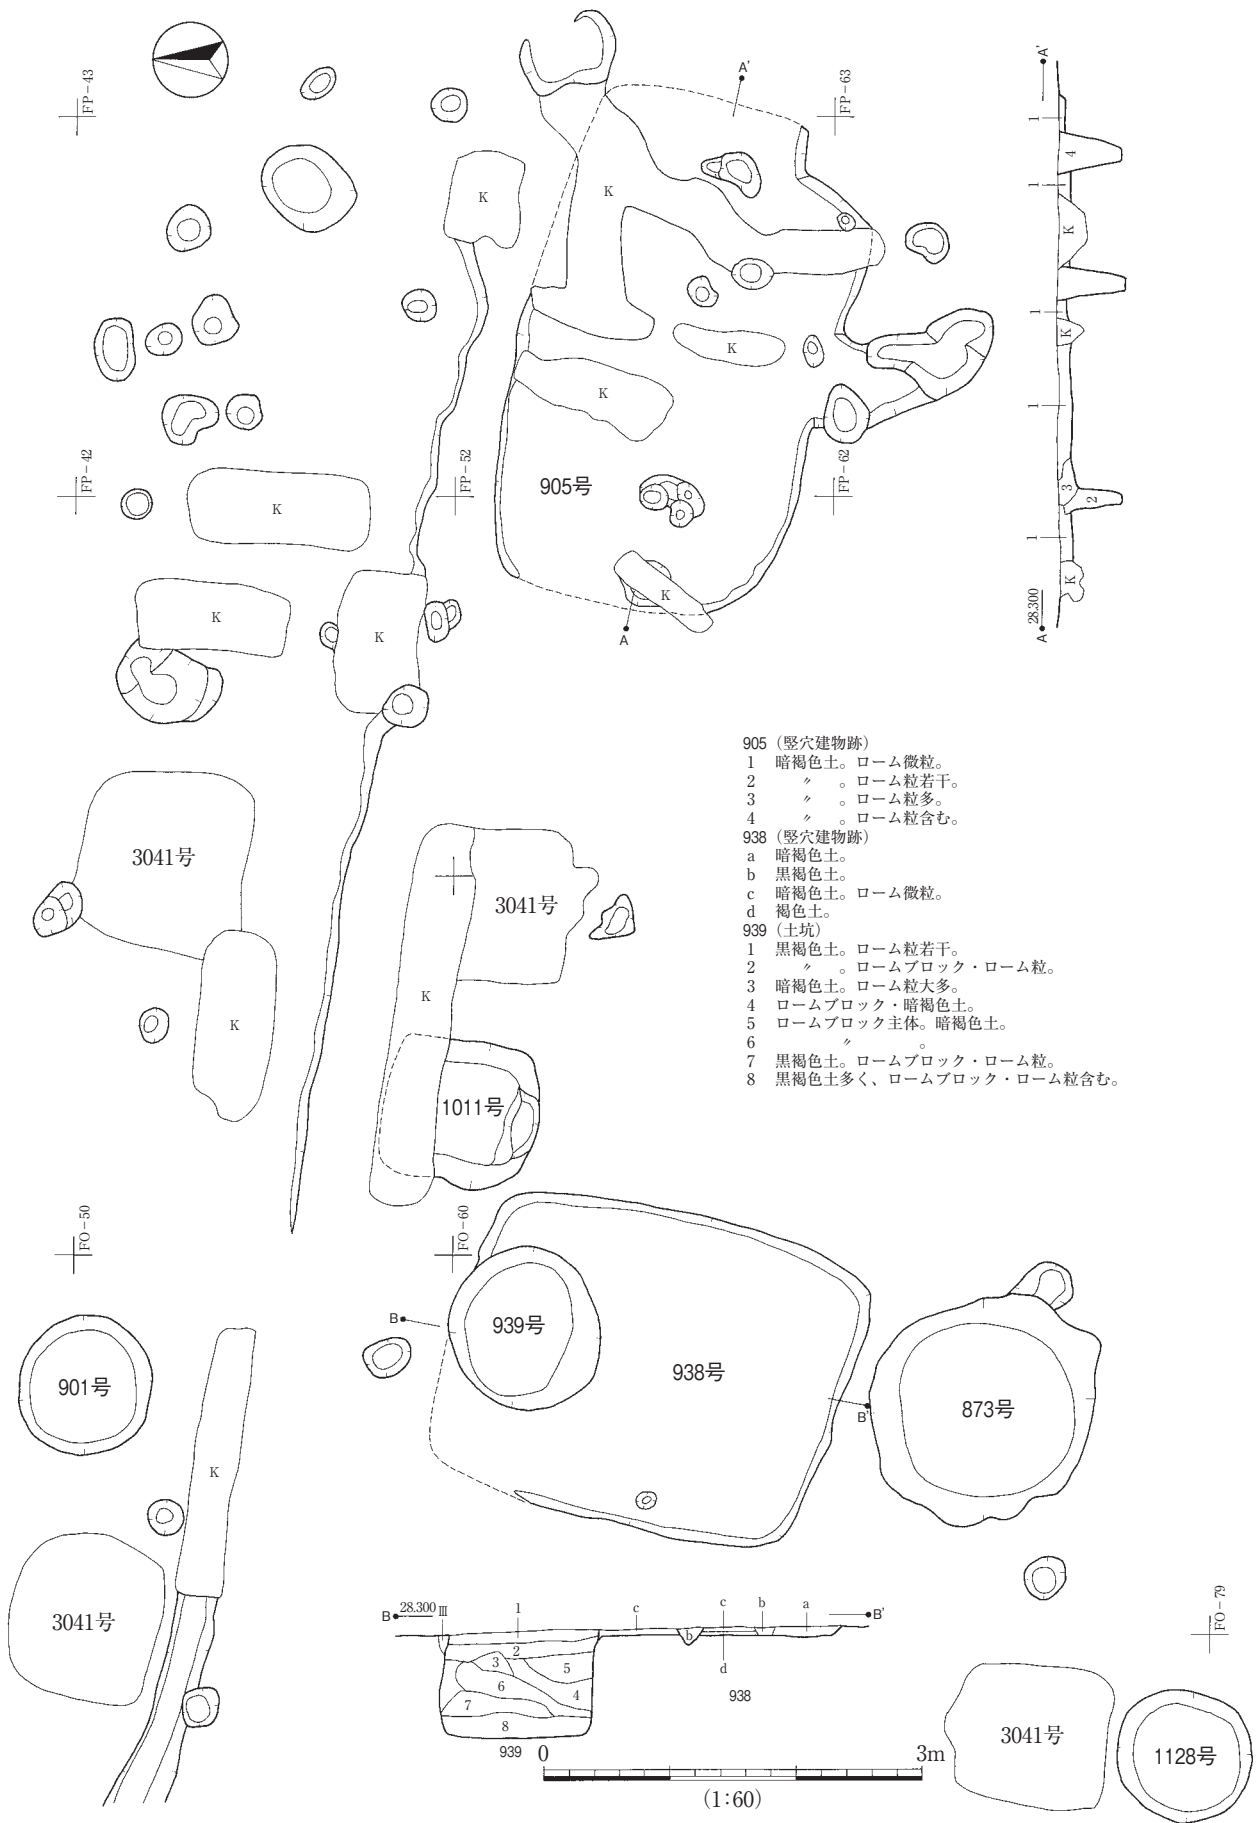 FP-43
A'
FP-63
A'
K
K
1
4
1
K
1
K
1
3
2
1
K
28.300
A
K
K
FP-42
FP-52
FP-62
905号
K
K
K
K
A
905（竪穴建物跡）
1 暗褐色土。ローム微粒。
2 〃 。ローム粒若干。
3 〃 。ローム粒多。
4 〃 。ローム粒含む。
938（竪穴建物跡）
a 暗褐色土。
b 黒褐色土。
c 暗褐色土。ローム微粒。
d 褐色土。
939（土坑）
1 黒褐色土。ローム粒若干。
2 〃 。ロームブロック・ローム粒。
3 暗褐色土。ローム粒大多。
4 ロームブロック・暗褐色土。
5 ロームブロック主体。暗褐色土。
6 〃 。
7 黒褐色土。ロームブロック・ローム粒。
8 黒褐色土多く、ロームブロック・ローム粒含む。
3041号
3041号
K
K
1011号
FO-50
FO-60
B
939号
938号
B'
873号
901号
K
3041号
B 28.300 Ⅲ 1 c c b a B'
b
d
2
3
5
6
4
7
8
938
939
0 3m
(1:60)
FO-79
3041号
1128号